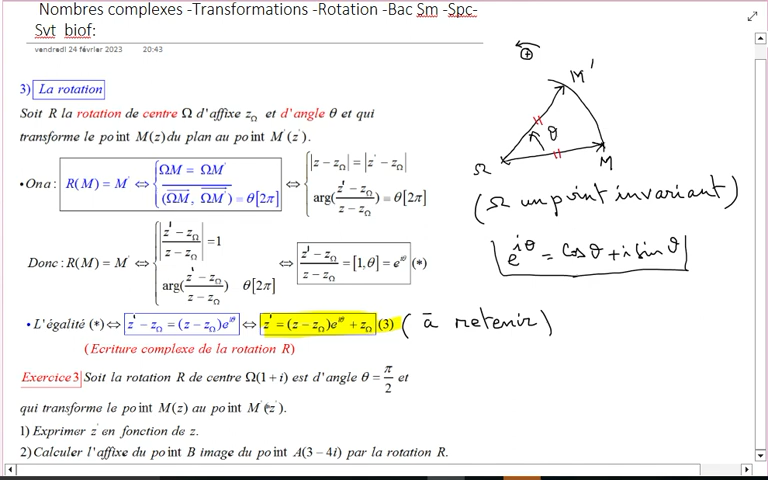 Nombres complexes -Transformations -Rotation -Bac Sm -Spc-
Svt biof:
vendredi 24 février 2023 20:43
3) La rotation
Soit R la rotation de centre Ω d'affixe z_Ω et d'angle θ et qui
transforme le point M(z) du plan au point M'(z').
•On a : R(M) = M' ⇔ { ΩM = ΩM' ; (ΩM, ΩM') = θ[2π] ⇔ { |z − z_Ω| = |z' − z_Ω| ; arg((z' − z_Ω)/(z − z_Ω)) = θ[2π]
Donc : R(M) = M' ⇔ { |(z' − z_Ω)/(z − z_Ω)| = 1 ; arg((z' − z_Ω)/(z − z_Ω)) θ[2π] ⇔ (z' − z_Ω)/(z − z_Ω) = [1,θ] = e^{iθ} (*)
• L'égalité (*) ⇔ z' − z_Ω = (z − z_Ω)e^{iθ} ⇔ z' = (z − z_Ω)e^{iθ} + z_Ω (3) (à retenir)
(Ecriture complexe de la rotation R)
Exercice3 Soit la rotation R de centre Ω(1 + i) est d'angle θ = π/2 et
qui transforme le point M(z) au point M'(z').
1) Exprimer z' en fonction de z.
2) Calculer l'affixe du point B image du point A(3 − 4i) par la rotation R.
+
M'
θ
Ω
M
(Ω un point invariant)
e^{iθ} = cosθ + i sinθ